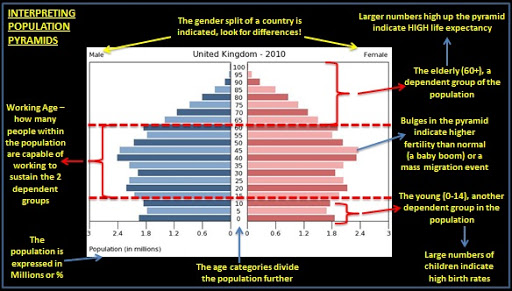 INTERPRETING
POPULATION
PYRAMIDS
The gender split of a country is
indicated, look for differences!
Larger numbers high up the pyramid
indicate HIGH life expectancy
Male
United Kingdom - 2010
Female
100
95
90
85
80
75
70
65
60
55
50
45
40
35
30
25
20
15
10
5
0
3 2.4 1.8 1.2 0.6 0 0 0.6 1.2 1.8 2.4 3
Population (in millions)
The elderly (60+), a
dependent group of the
population
Working Age –
how many
people within
the population
are capable of
working to
sustain the 2
dependent
groups
Bulges in the pyramid
indicate higher
fertility than normal
(a baby boom) or a
mass migration event
The young {0-14}, another
dependent group in the
population
The
population is
expressed in
Millions or %
The age categories divide
the population further
Large numbers of
children indicate
high birth rates